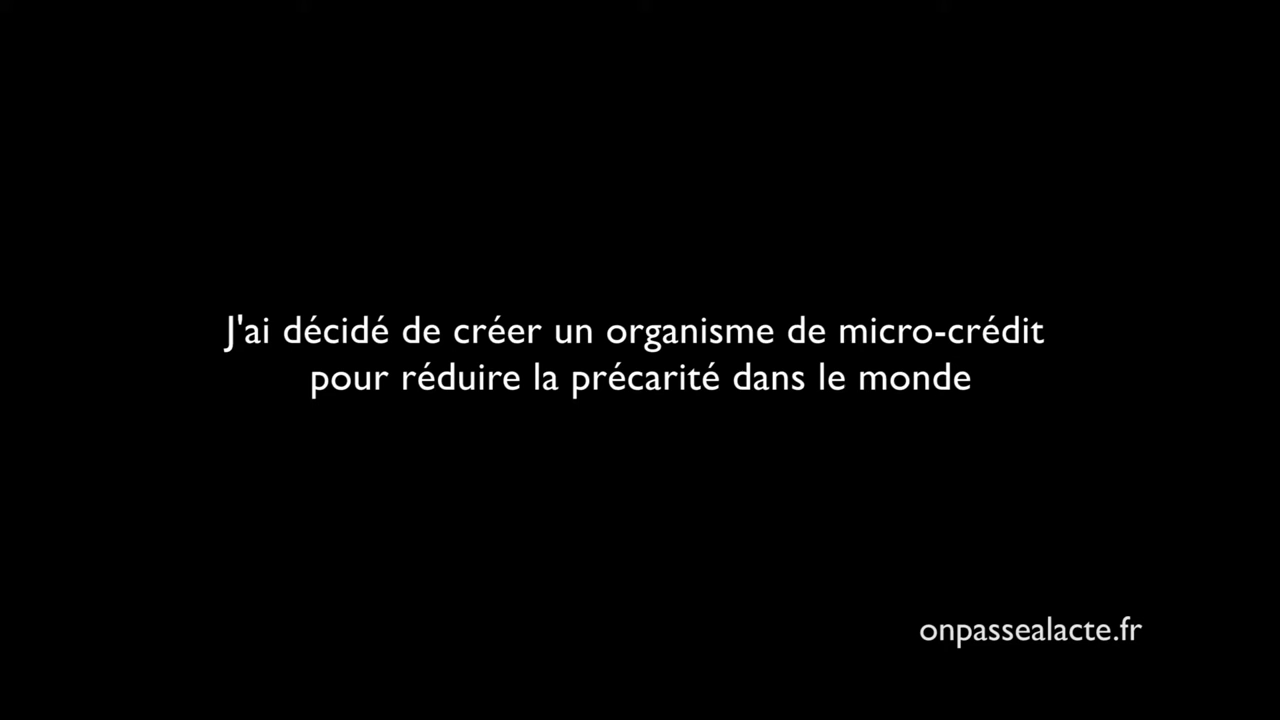 J'ai décidé de créer un organisme de micro-crédit
pour réduire la précarité dans le monde
onpassealacte.fr